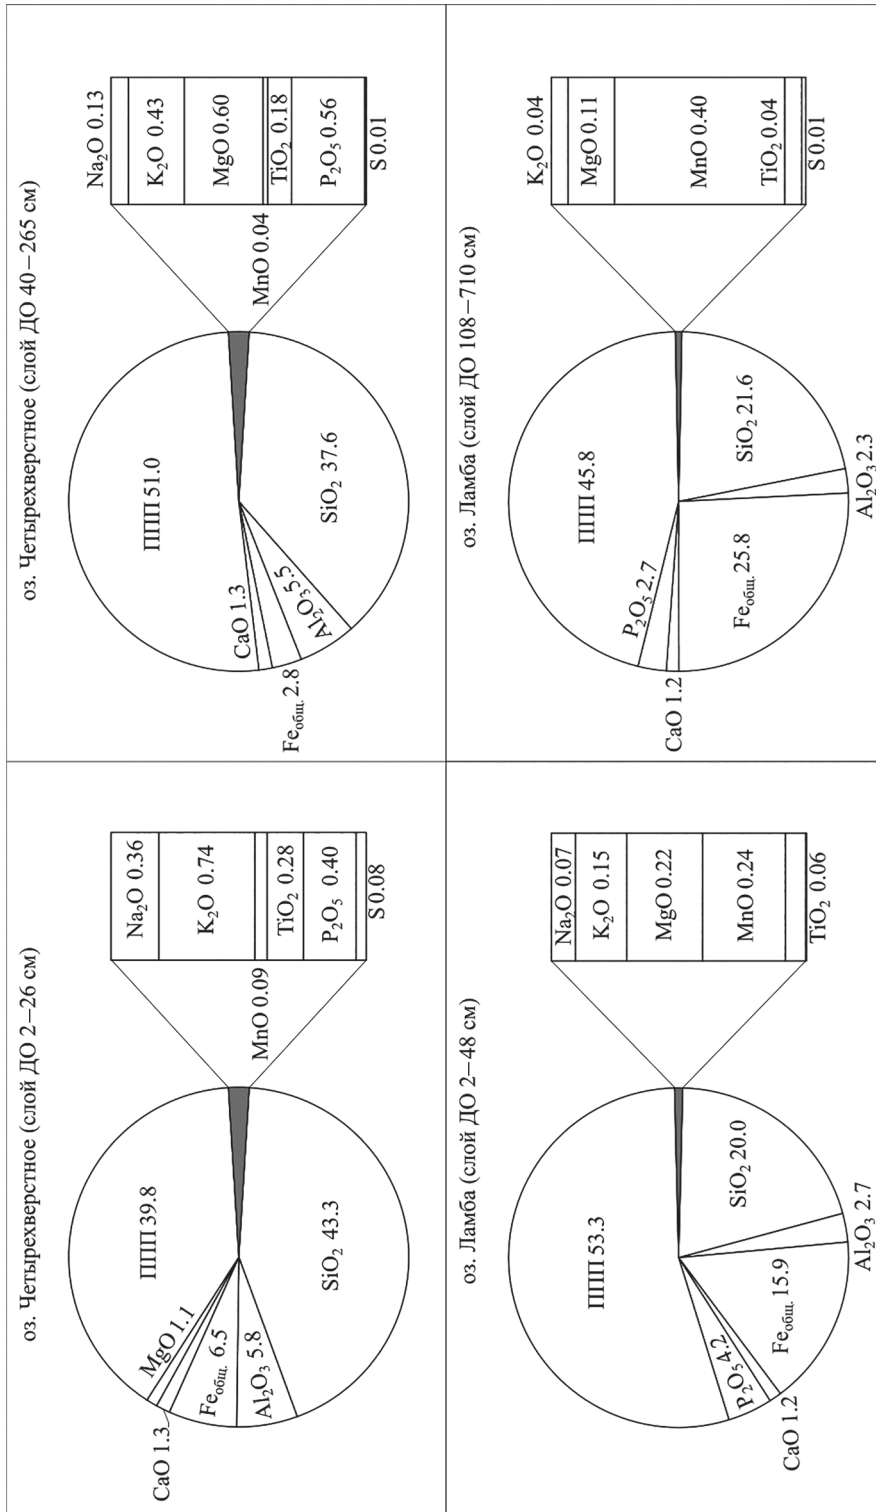 оз. Четырехверстное (слой ДО 2–26 см)
ППП 39.8
MgO 1.1
CaO 1.3
Feобщ. 6.5
Al₂O₃ 5.8
SiO₂ 43.3
Na₂O 0.36
K₂O 0.74
MnO 0.09
TiO₂ 0.28
P₂O₅ 0.40
S 0.08
оз. Четырехверстное (слой ДО 40–265 см)
ППП 51.0
CaO 1.3
Feобщ. 2.8
Al₂O₃ 5.5
SiO₂ 37.6
Na₂O 0.13
K₂O 0.43
MgO 0.60
MnO 0.04
TiO₂ 0.18
P₂O₅ 0.56
S 0.01
оз. Ламба (слой ДО 2–48 см)
ППП 53.3
P₂O₅ 4.2
CaO 1.2
Feобщ. 15.9
Al₂O₃ 2.7
SiO₂ 20.0
Na₂O 0.07
K₂O 0.15
MgO 0.22
MnO 0.24
TiO₂ 0.06
оз. Ламба (слой ДО 108–710 см)
ППП 45.8
P₂O₅ 2.7
CaO 1.2
Feобщ. 25.8
Al₂O₃ 2.3
SiO₂ 21.6
K₂O 0.04
MgO 0.11
MnO 0.40
TiO₂ 0.04
S 0.01